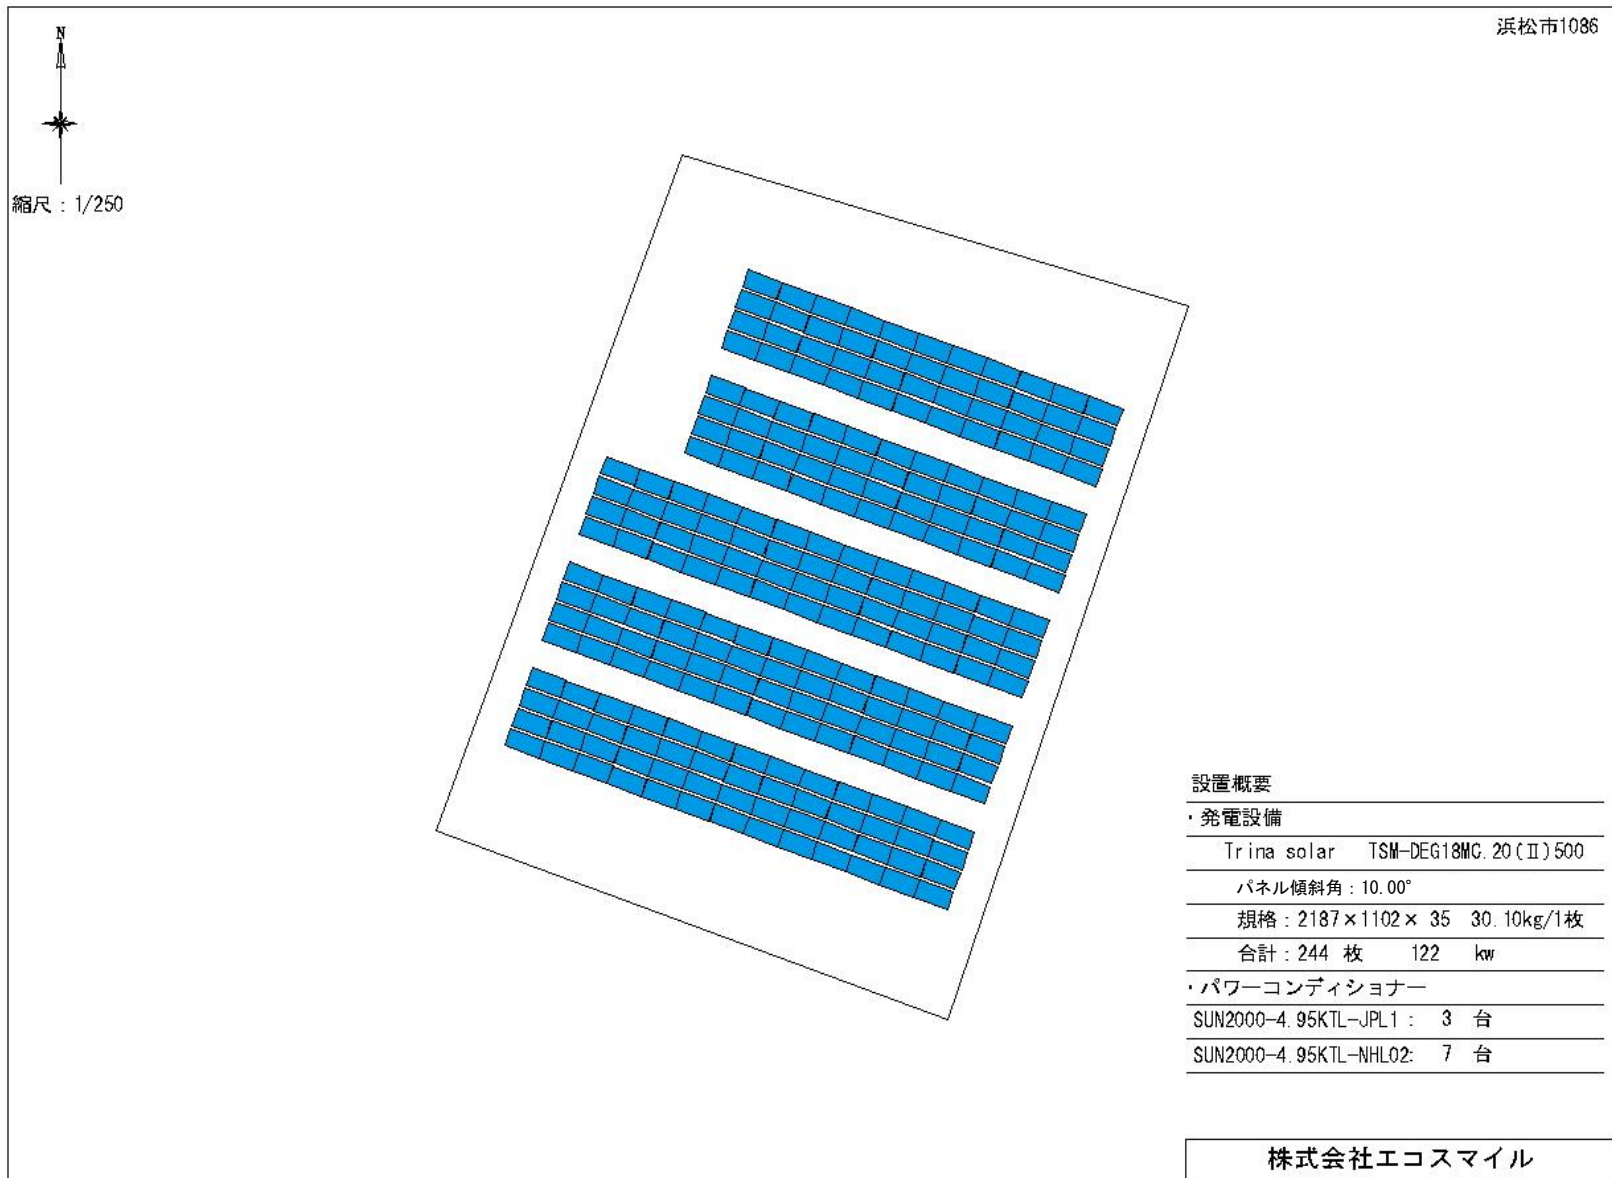 浜松市1086
N
縮尺：1/250
設置概要
・発電設備
Trina solar TSM-DEG18MC.20(Ⅱ)500
パネル傾斜角：10.00°
規格：2187×1102× 35 30.10kg/1枚
合計：244 枚 122 kw
・パワーコンディショナー
SUN2000-4.95KTL-JPL1： 3 台
SUN2000-4.95KTL-NHL02: 7 台
株式会社エコスマイル